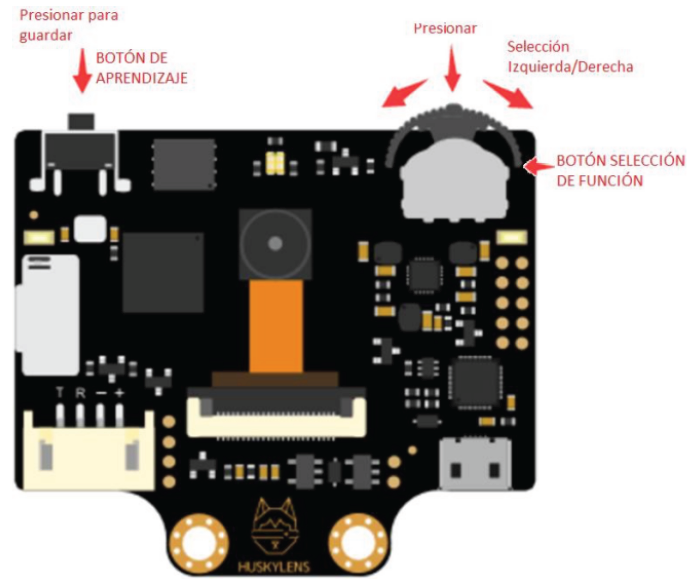 Presionar para
guardar
BOTÓN DE
APRENDIZAJE
Presionar
Selección
Izquierda/Derecha
BOTÓN SELECCIÓN
DE FUNCIÓN
T R − +
HUSKYLENS